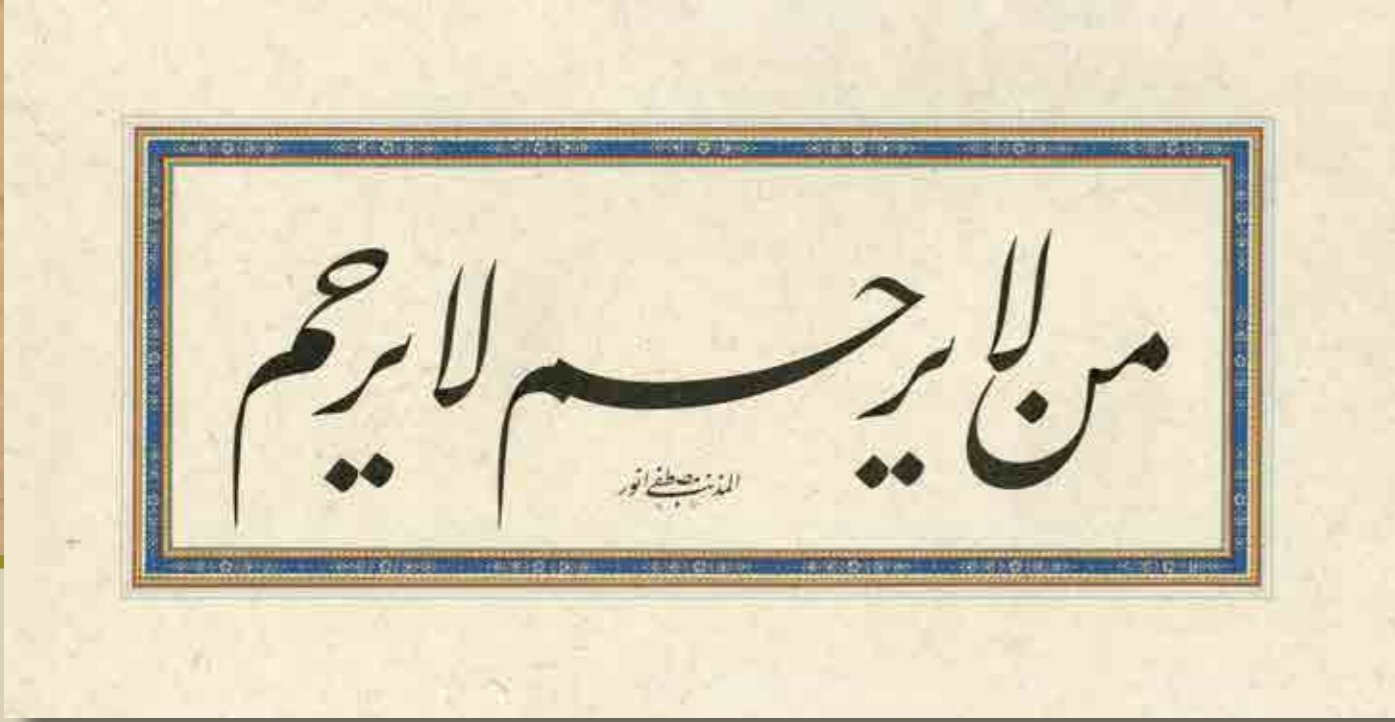 من لا يرحم لا يرحم
المذنب مصطفى انور